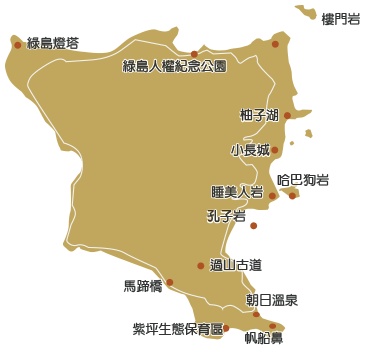 樓門岩
綠島燈塔
綠島人權紀念公園
柚子湖
小長城
哈巴狗岩
睡美人岩
孔子岩
過山古道
馬蹄橋
朝日溫泉
紫坪生態保育區
帆船鼻